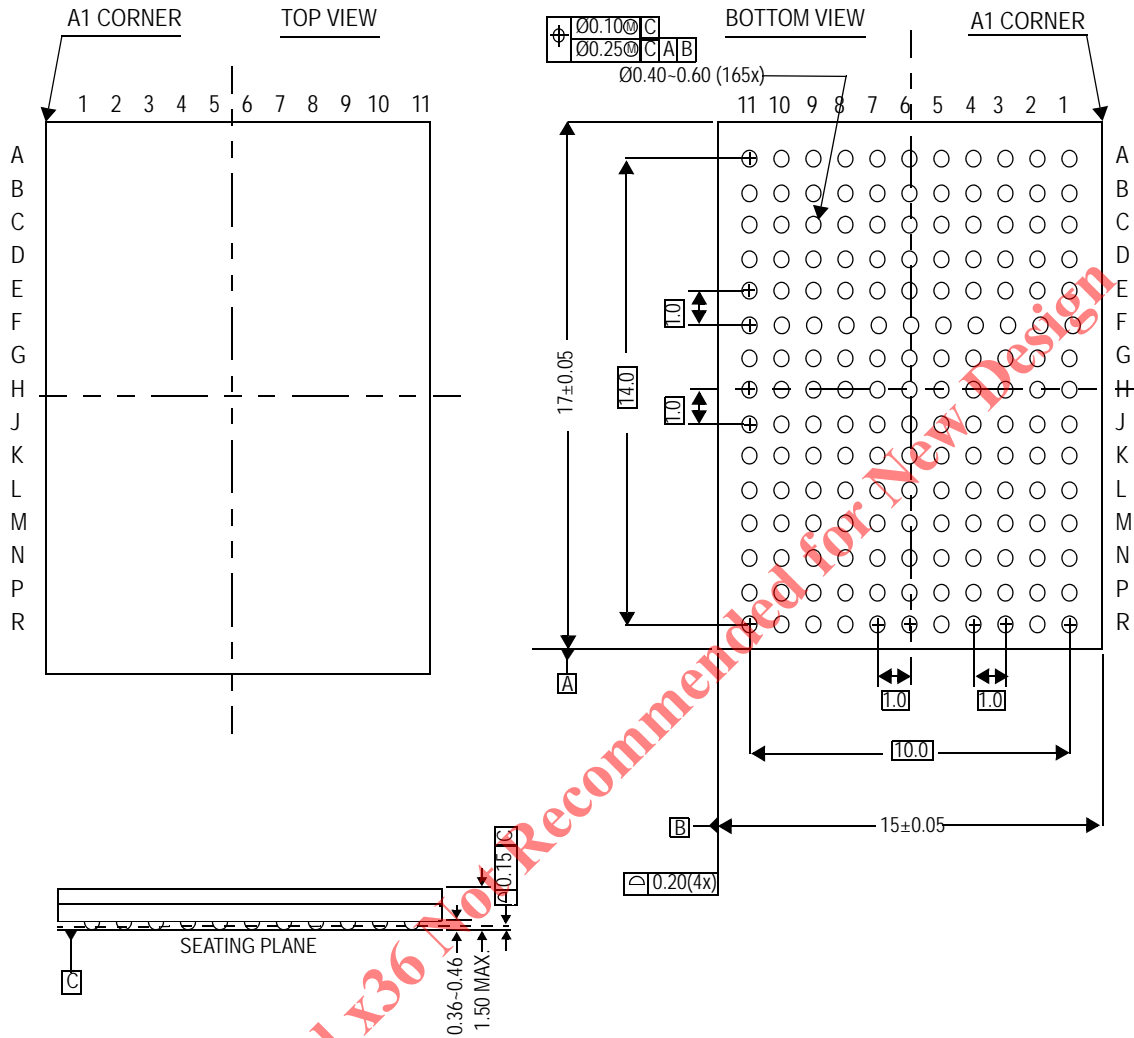 A1 CORNER
TOP VIEW
1 2 3 4 5 6 7 8 9 10 11
A
B
C
D
E
F
G
H
J
K
L
M
N
P
R
Ø0.10Ⓜ C
Ø0.25Ⓜ C A B
Ø0.40~0.60 (165x)
BOTTOM VIEW
A1 CORNER
11 10 9 8 7 6 5 4 3 2 1
A
B
C
D
E
F
G
H
J
K
L
M
N
P
R
1.0
1.0
14.0
17±0.05
A
1.0
1.0
10.0
15±0.05
B
0.20(4x)
0.15 C
SEATING PLANE
C
0.36~0.46
1.50 MAX.
x36 Not Recommended for New Design